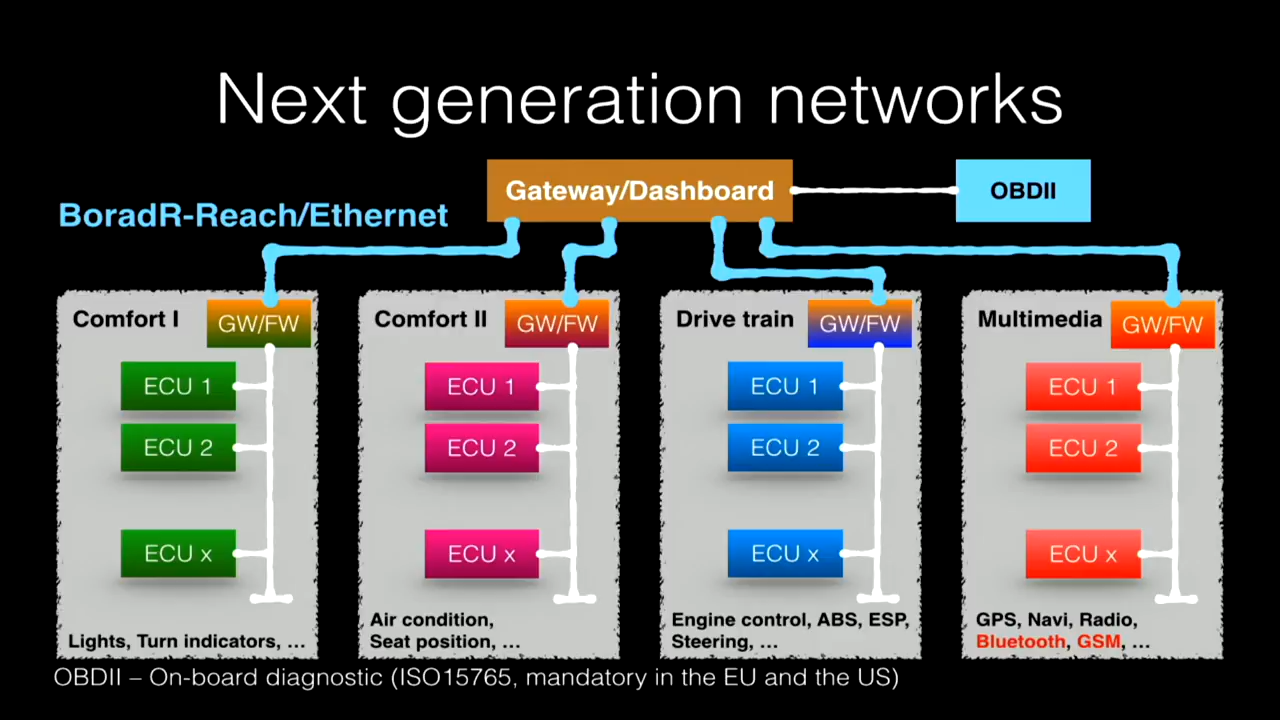 Next generation networks
Gateway/Dashboard
OBDII
BoradR-Reach/Ethernet
Comfort I
GW/FW
ECU 1
ECU 2
ECU x
Lights, Turn indicators, ...
Comfort II
GW/FW
ECU 1
ECU 2
ECU x
Air condition,
Seat position, ...
Drive train
GW/FW
ECU 1
ECU 2
ECU x
Engine control, ABS, ESP,
Steering, ...
Multimedia
GW/FW
ECU 1
ECU 2
ECU x
GPS, Navi, Radio,
Bluetooth, GSM, ...
OBDII – On-board diagnostic (ISO15765, mandatory in the EU and the US)